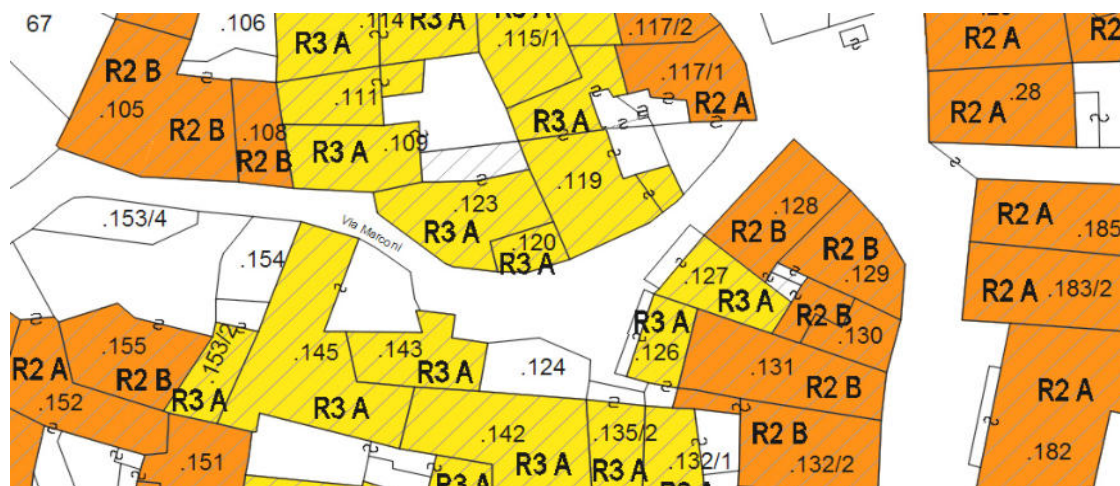 67
.106
.114
R3 A
R3 A
R3 A
.115/1
.117/2
R2 A
R2
R2 B
.105
.111
.117/1
R2 A
R2 A
.28
R2 B
.108
R2 B
R3 A
.109
R3 A
.119
.153/4
Via Marconi
.123
R3 A
.120
R3 A
.128
R2 B
R2 B
.129
R2 A
.185
.154
.127
R3 A
R2 A
.183/2
R2 B
.130
R3 A
.126
.155
R2 B
R2 A
.152
.153/2
R3 A
.145
R3 A
.143
R3 A
.124
.131
R2 B
R2 A
.182
.151
.142
R3 A
.135/2
R3 A
.132/1
R2 B
.132/2
R3 A